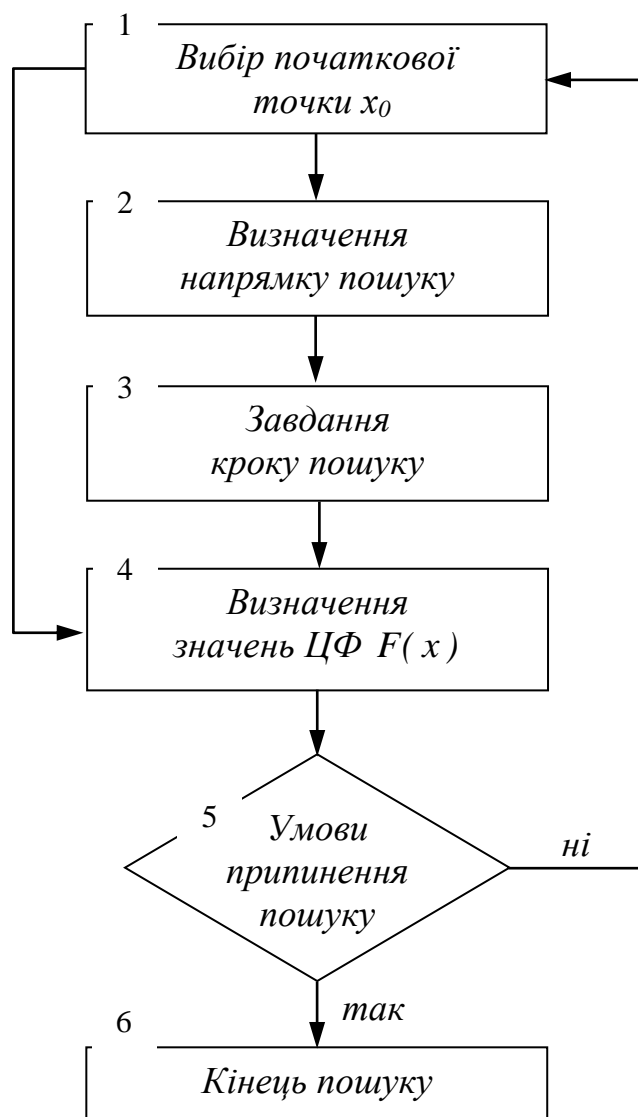 1
Вибір початкової
точки x₀
2
Визначення
напрямку пошуку
3
Завдання
кроку пошуку
4
Визначення
значень ЦФ F( x )
5
Умови
припинення
пошуку
ні
так
6
Кінець пошуку